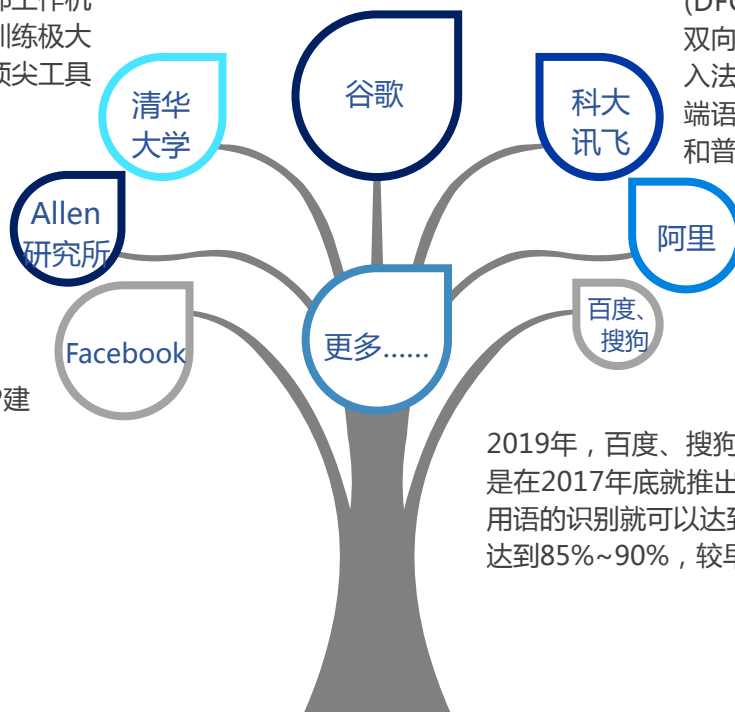 训练极大
顶尖工具
(DFC
双向
入法
端语
和普
清华
大学
谷歌
科大
讯飞
Allen
研究所
阿里
Facebook
更多......
百度、
搜狗
建
2019年，百度、搜狗
是在2017年底就推出
用语的识别就可以达到
达到85%~90%，较早